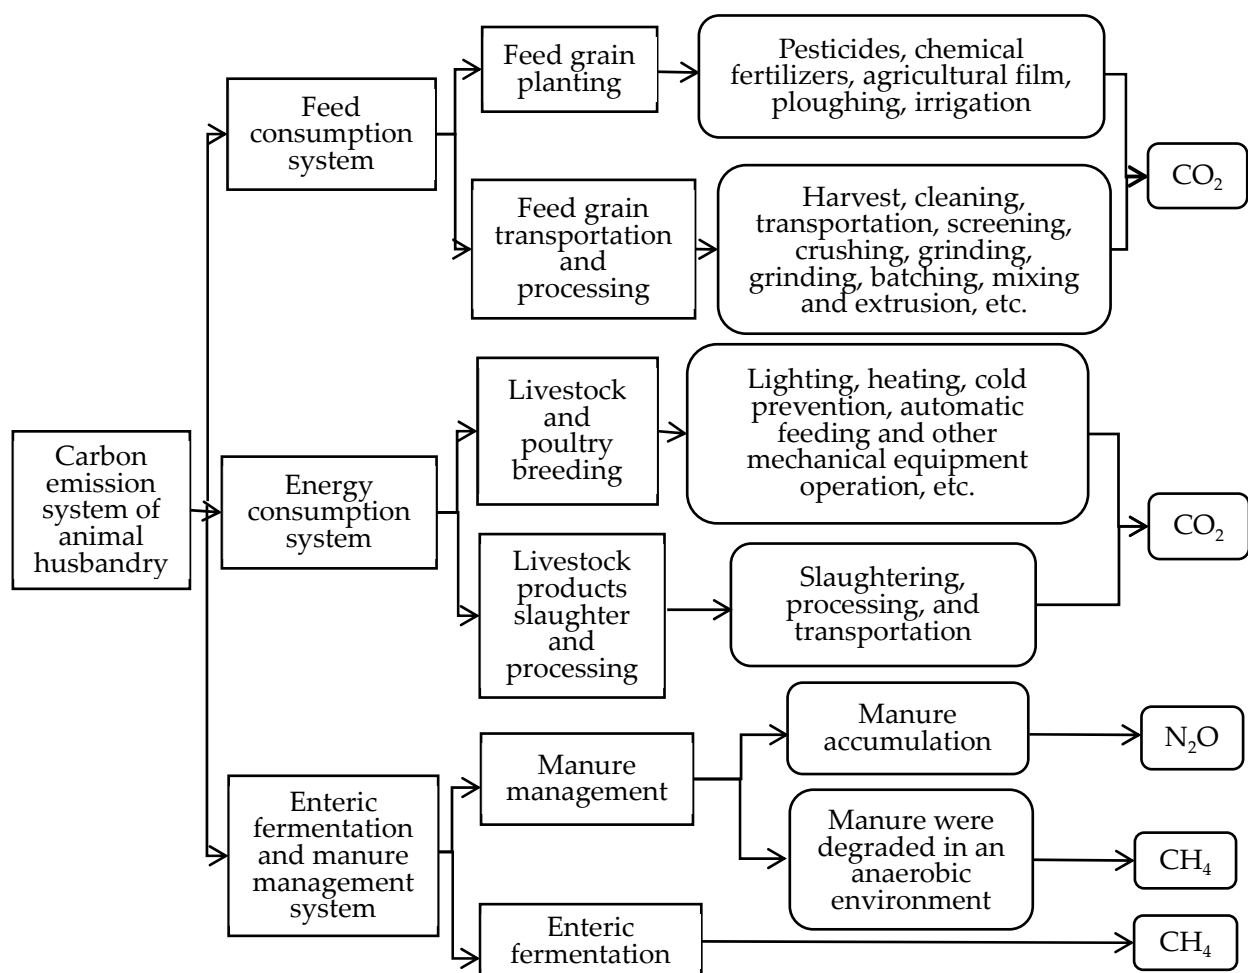 Carbon
emission
system of
animal
husbandry
Feed
consumption
system
Feed grain
planting
Pesticides, chemical
fertilizers, agricultural film,
ploughing, irrigation
Feed grain
transportation
and
processing
Harvest, cleaning,
transportation, screening,
crushing, grinding,
grinding, batching, mixing
and extrusion, etc.
CO₂
Energy
consumption
system
Livestock
and
poultry
breeding
Lighting, heating, cold
prevention, automatic
feeding and other
mechanical equipment
operation, etc.
Livestock
products
slaughter
and
processing
Slaughtering,
processing, and
transportation
CO₂
Enteric
fermentation
and manure
management
system
Manure
management
Manure
accumulation
N₂O
Manure were
degraded in an
anaerobic
environment
CH₄
Enteric
fermentation
CH₄